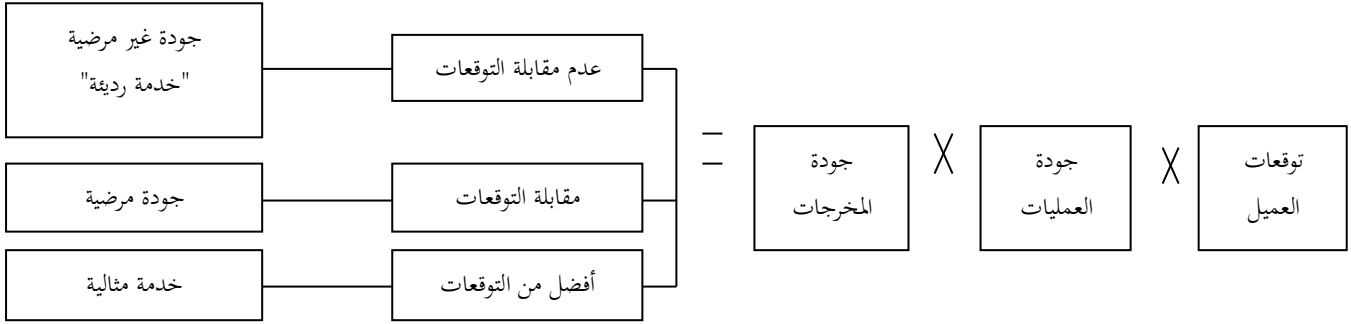 توقعات
العميل
X
جودة
العمليات
X
جودة
المخرجات
=
عدم مقابلة التوقعات
جودة غير مرضية
"خدمة رديئة"
مقابلة التوقعات
جودة مرضية
أفضل من التوقعات
خدمة مثالية